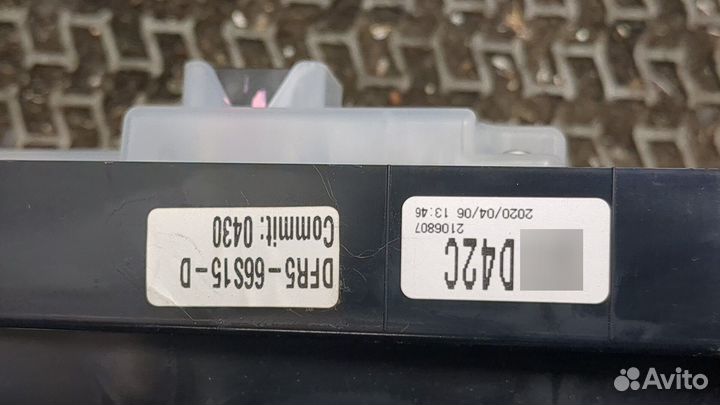 DFR5-66S15-D
Commit: 0430
D42C
2106807
2020/04/06 13:46
Avito